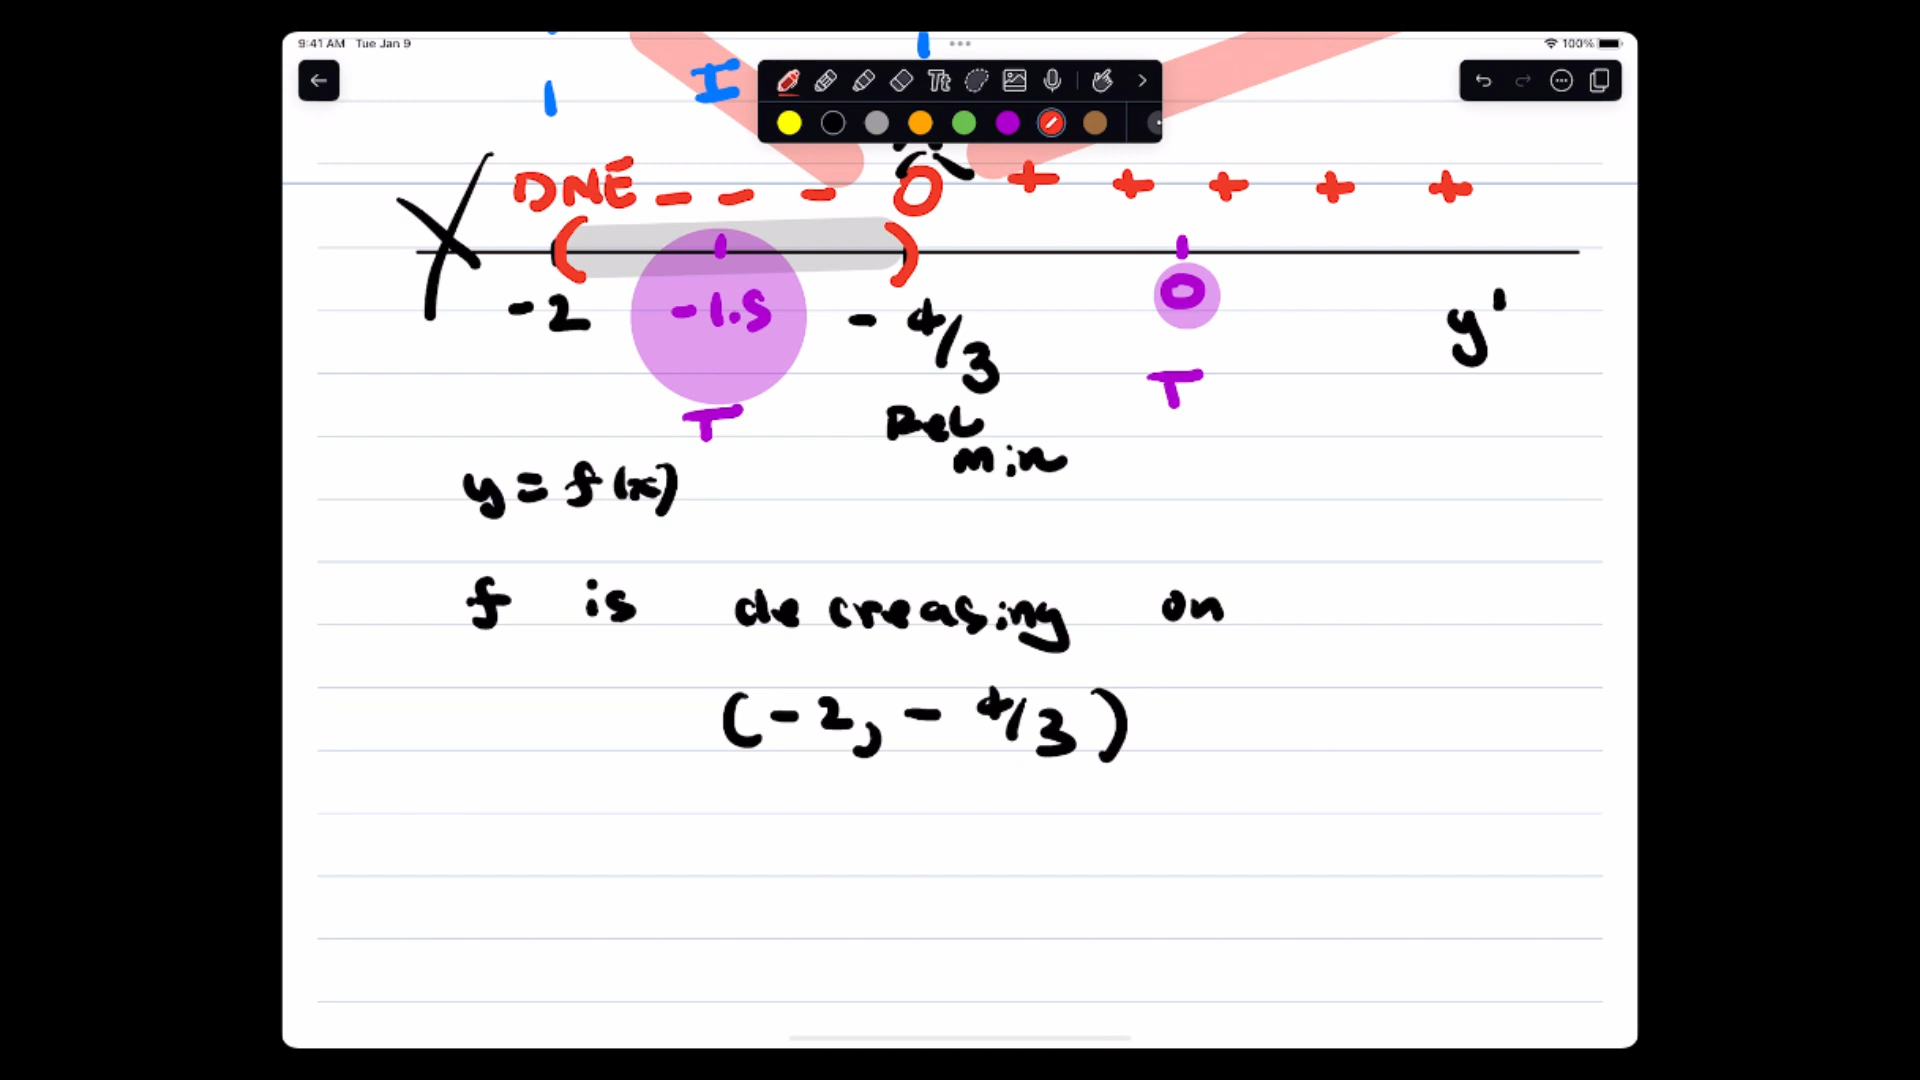 9:41 AM Tue Jan 9 100%
I
Tt
DNE - - - 0 + + + + +
( )
-2 -1.5 -4/3 0 y'
T Rel T
min
y = f(x)
f is decreasing on
(-2, -4/3)